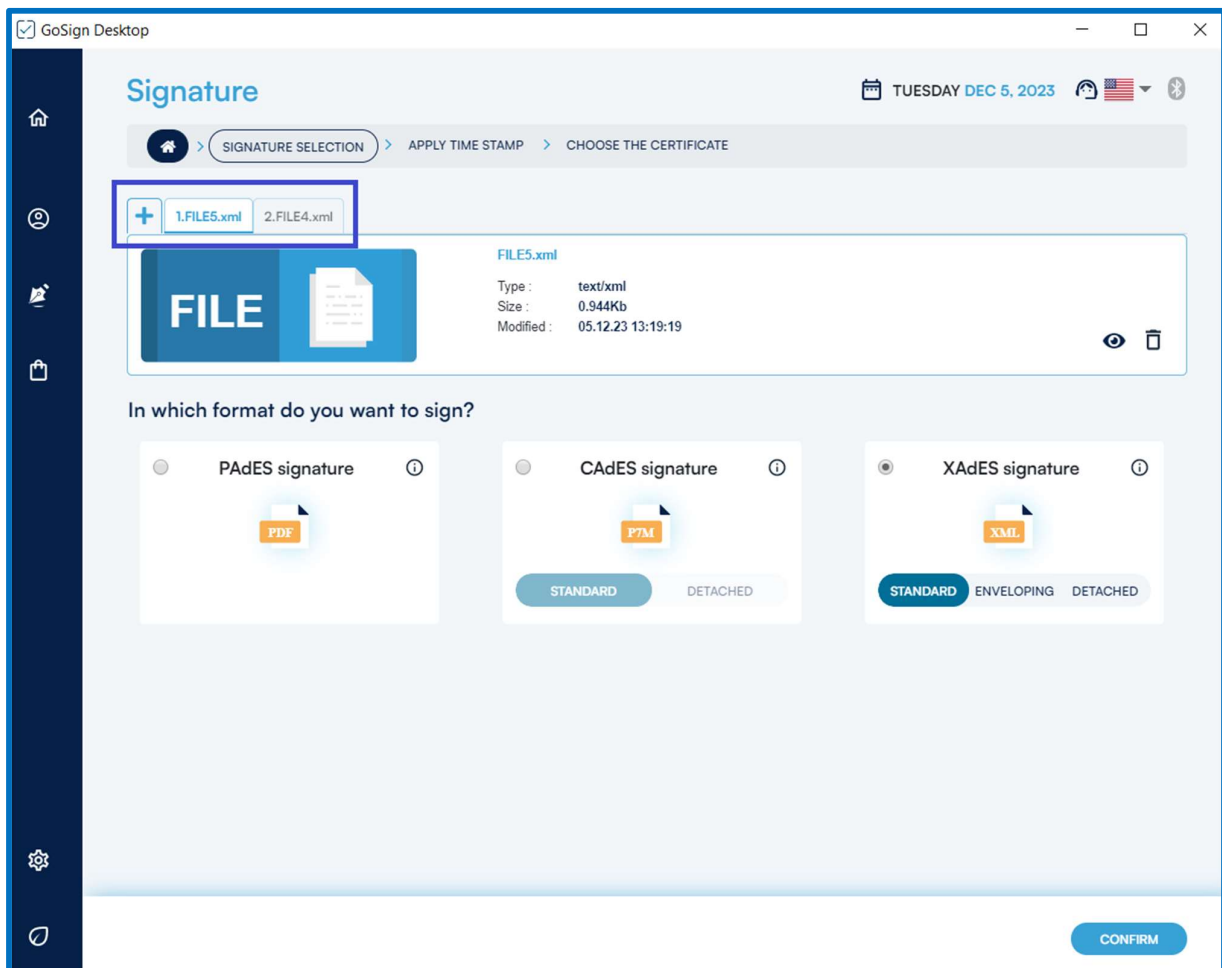 GoSign Desktop
Signature
TUESDAY DEC 5, 2023
> SIGNATURE SELECTION > APPLY TIME STAMP > CHOOSE THE CERTIFICATE
+ 1.FILE5.xml 2.FILE4.xml
FILE
FILE5.xml
Type : text/xml
Size : 0.944Kb
Modified : 05.12.23 13:19:19
In which format do you want to sign?
PAdES signature
CAdES signature
XAdES signature
PDF
P7M
XML
STANDARD DETACHED
STANDARD ENVELOPING DETACHED
CONFIRM